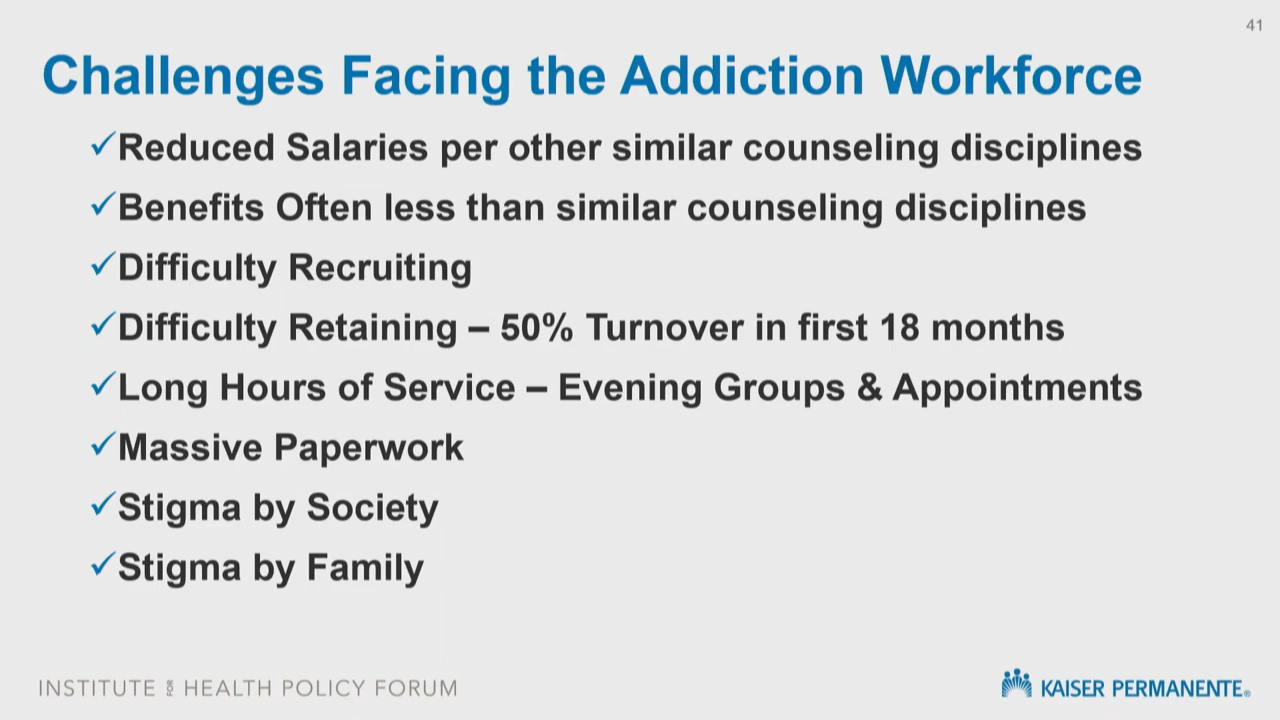 41
Challenges Facing the Addiction Workforce
✓Reduced Salaries per other similar counseling disciplines
✓Benefits Often less than similar counseling disciplines
✓Difficulty Recruiting
✓Difficulty Retaining – 50% Turnover in first 18 months
✓Long Hours of Service – Evening Groups & Appointments
✓Massive Paperwork
✓Stigma by Society
✓Stigma by Family
INSTITUTE FOR HEALTH POLICY FORUM
KAISER PERMANENTE®